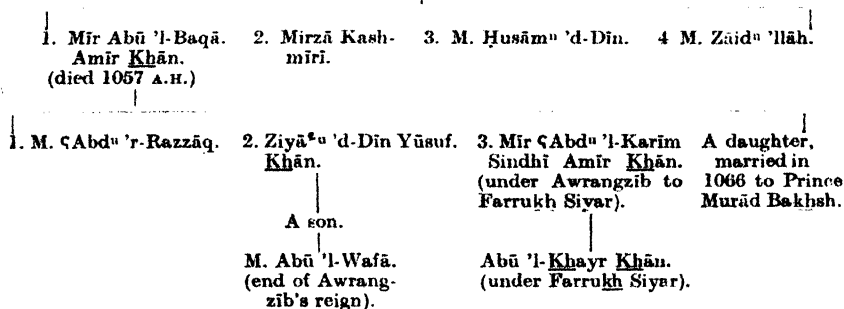 1. Mīr Abū 'l-Baqā. 2. Mirzā Kash- 3. M. Ḥusāmᵘ 'd-Dīn. 4 M. Zāidᵘ 'llāh.
Amīr Khān. mīrī.
(died 1057 A.H.)
1. M. ʕAbdᵘ 'r-Razzāq. 2. Ziyāᵋᵘ 'd-Dīn Yūsuf. 3. Mīr ʕAbdᵘ 'l-Karīm A daughter,
Khān. Sindhī Amīr Khān. married in
(under Awrangzib to 1066 to Prince
Farrukh Siyar). Murād Bakhsh.
A son.
M. Abū 'l-Wafā. Abū 'l-Khayr Khān.
(end of Awrang- (under Farrukh Siyar).
zīb's reign).